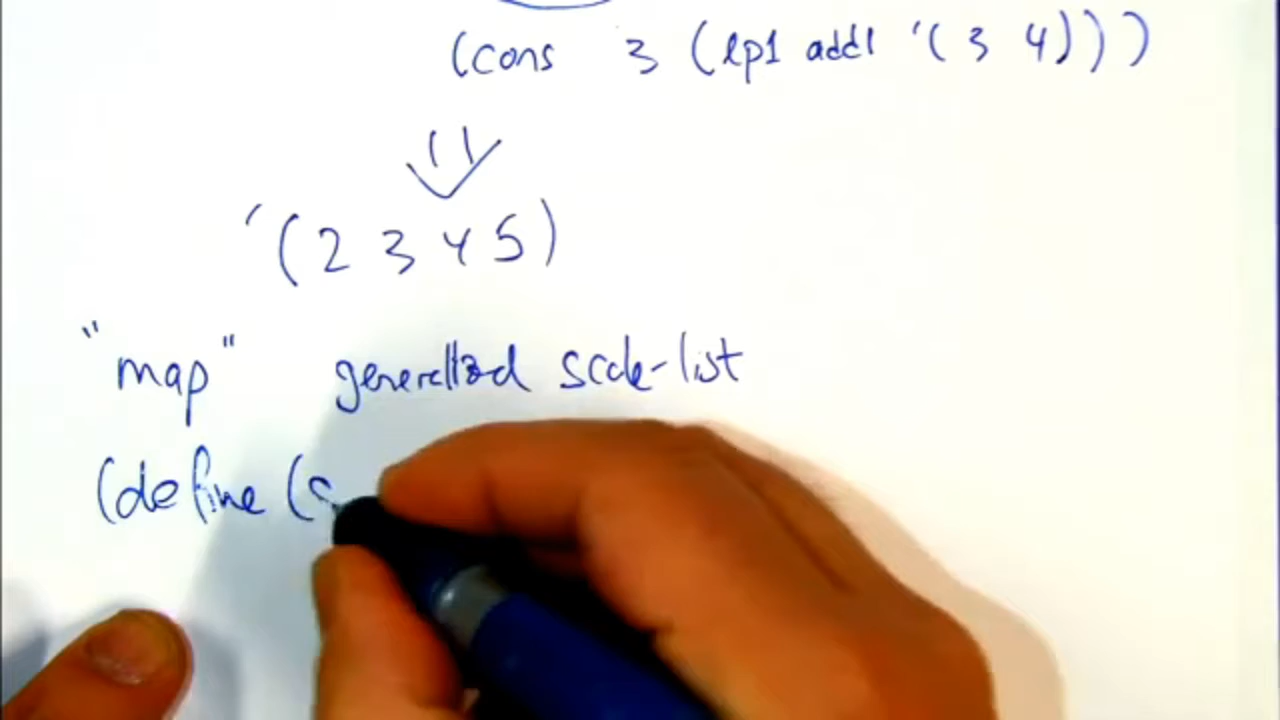 (cons 3 (lp1 add1 '(3 4)))
'(2 3 4 5)
"map" generalized scale-list
(define (s